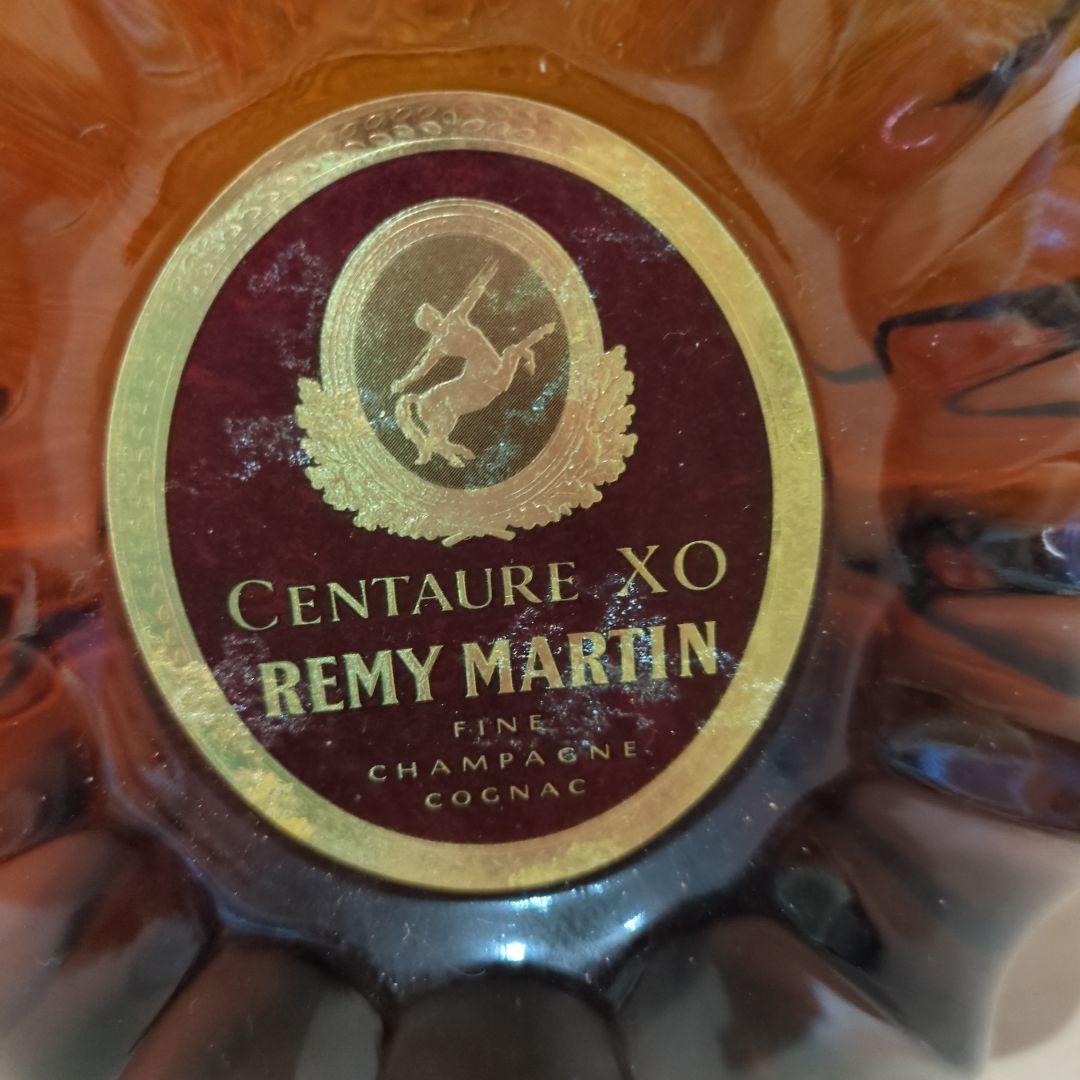 CENTAURE XO
REMY MARTIN
FINE
CHAMPAGNE
COGNAC